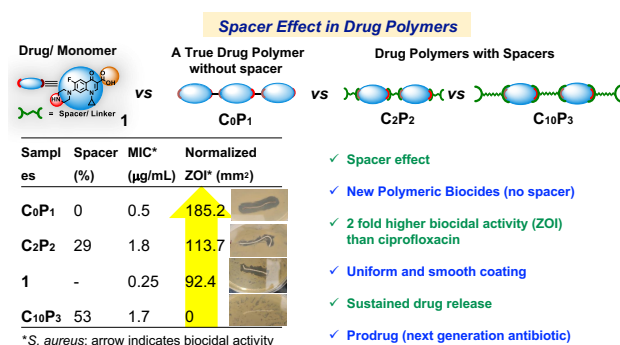 Spacer Effect in Drug Polymers
Drug/ Monomer
A True Drug Polymer
without spacer
Drug Polymers with Spacers
F
O
O
OH
N
N
HN
= Spacer/ Linker
1
vs
C0P1
vs
C2P2
vs
C10P3
Sampl Spacer MIC* Normalized
es (%) (µg/mL) ZOI* (mm2)
C0P1 0 0.5 185.2
C2P2 29 1.8 113.7
1 - 0.25 92.4
C10P3 53 1.7 0
*S. aureus; arrow indicates biocidal activity
✓ Spacer effect
✓ New Polymeric Biocides (no spacer)
✓ 2 fold higher biocidal activity (ZOI)
than ciprofloxacin
✓ Uniform and smooth coating
✓ Sustained drug release
✓ Prodrug (next generation antibiotic)